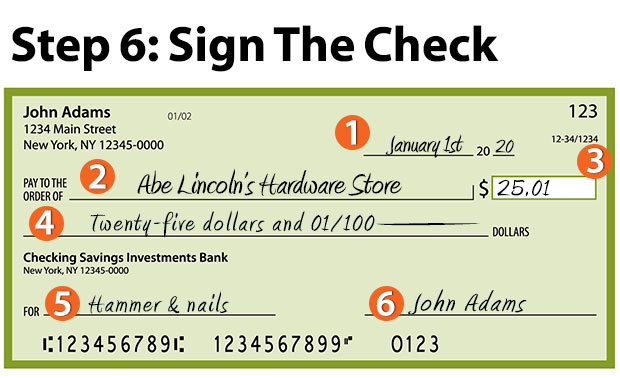 Step 6: Sign The Check
John Adams 01/02 123
1234 Main Street
New York, NY 12345-0000
12-34/1234
1 January 1st 20 20
3
PAY TO THE
ORDER OF 2 Abe Lincoln's Hardware Store $ 25.01
4 Twenty-five dollars and 01/100 DOLLARS
Checking Savings Investments Bank
New York, NY 12345-0000
FOR 5 Hammer & nails 6 John Adams
⑆123456789⑆ 1234567899⑈ 0123